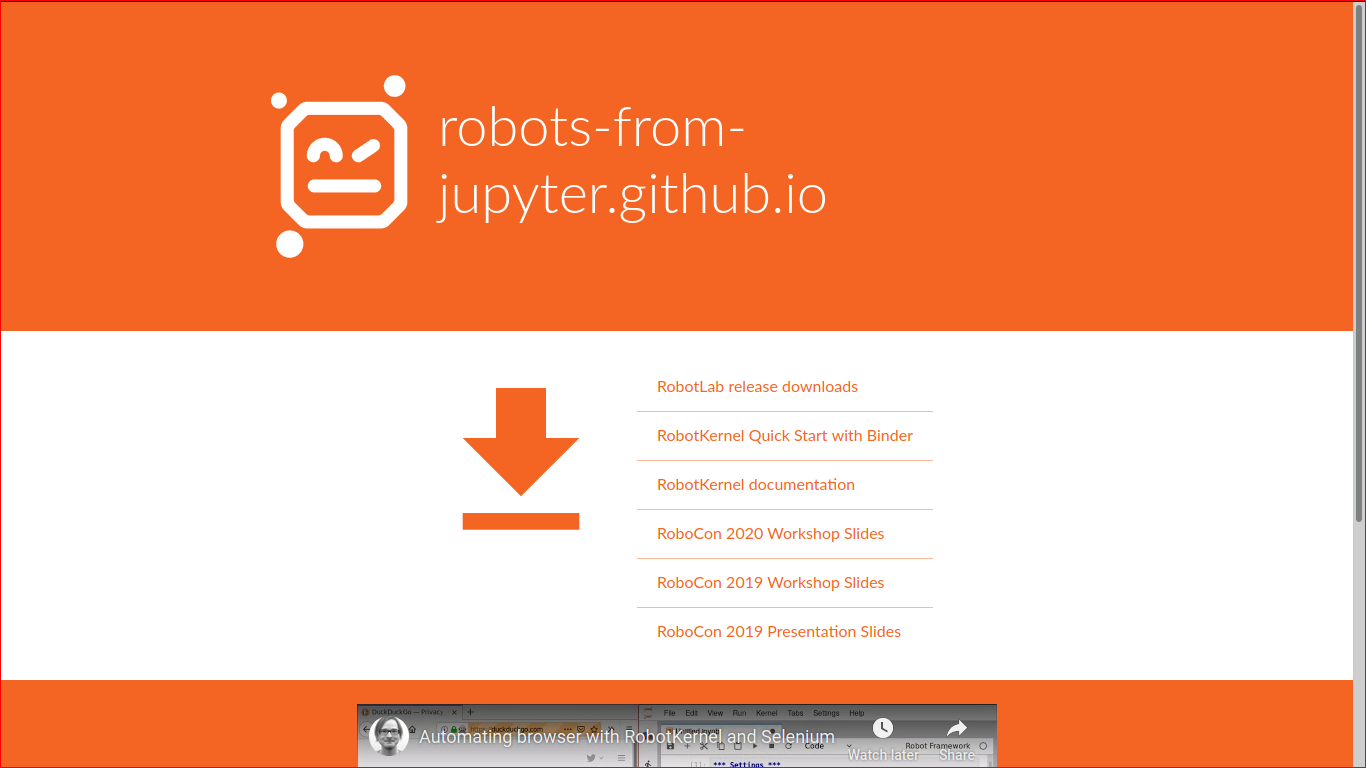 robots-from-
jupyter.github.io
RobotLab release downloads
RobotKernel Quick Start with Binder
RobotKernel documentation
RoboCon 2020 Workshop Slides
RoboCon 2019 Workshop Slides
RoboCon 2019 Presentation Slides
DuckDuckGo — Privacy,
File Edit View Run Kernel Tabs Settings Help
Automating browser with RobotKernel and Selenium
Code
Robot Framework
Watch later
Share
*** Settings ***